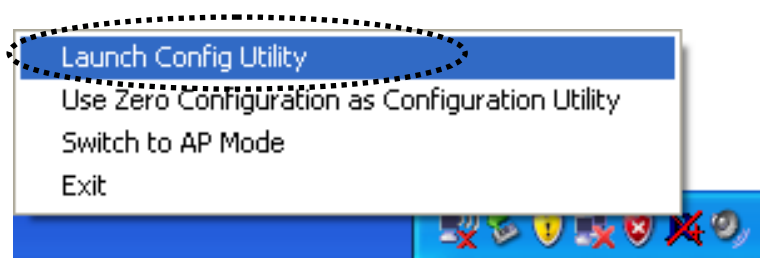 Launch Config Utility
Use Zero Configuration as Configuration Utility
Switch to AP Mode
Exit